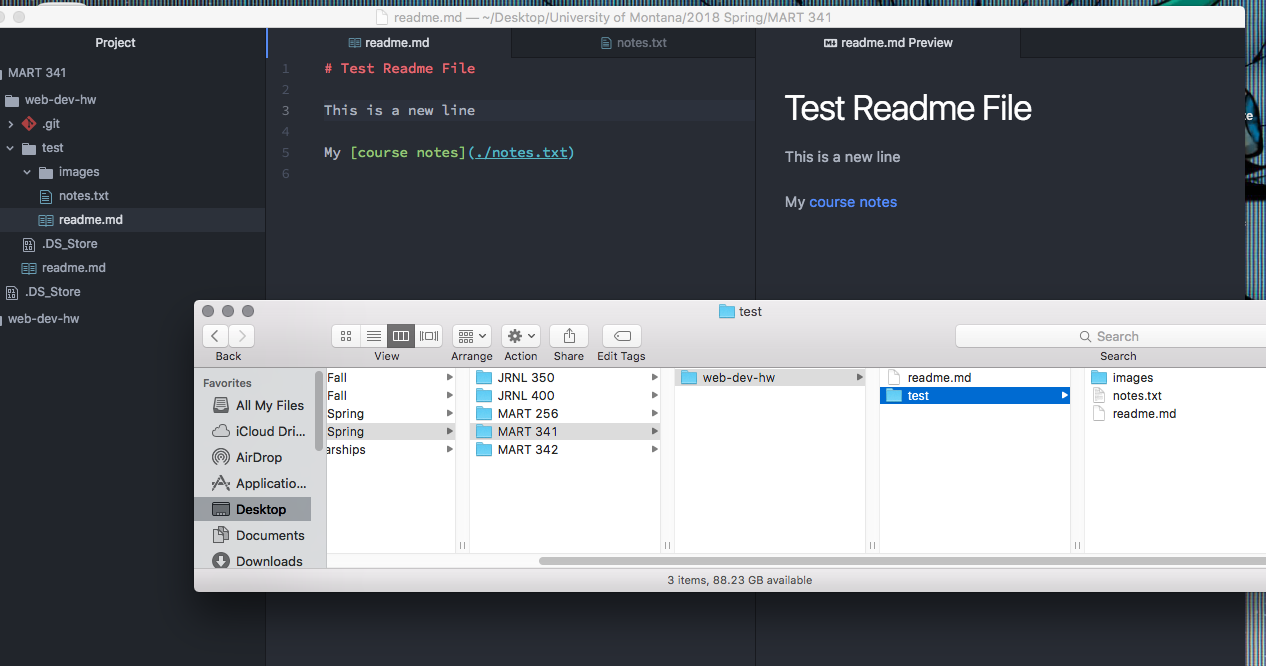 readme.md — ~/Desktop/University of Montana/2018 Spring/MART 341
Project
MART 341
web-dev-hw
.git
test
images
notes.txt
readme.md
.DS_Store
readme.md
.DS_Store
web-dev-hw
readme.md
notes.txt
1 # Test Readme File
2
3 This is a new line
4
5 My [course notes](./notes.txt)
6
readme.md Preview
Test Readme File
This is a new line
My course notes
test
Back
View
Arrange
Action
Share
Edit Tags
Search
Search
Favorites
All My Files
iCloud Dri...
AirDrop
Applicatio...
Desktop
Documents
Downloads
Fall
Fall
Spring
Spring
arships
JRNL 350
JRNL 400
MART 256
MART 341
MART 342
web-dev-hw
readme.md
test
images
notes.txt
readme.md
3 items, 88.23 GB available